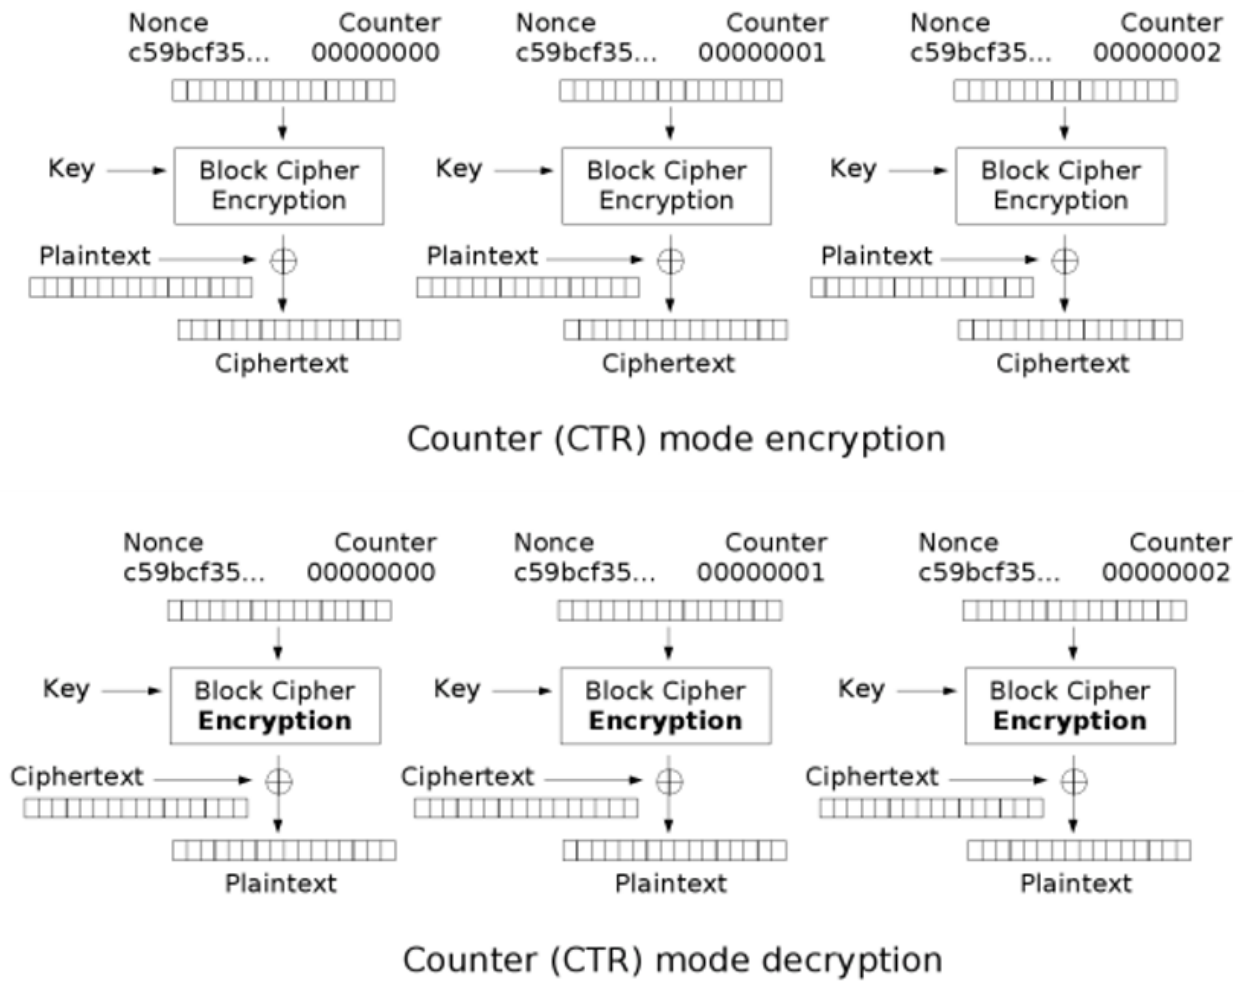 Nonce Counter Nonce Counter Nonce Counter
c59bcf35... 00000000 c59bcf35... 00000001 c59bcf35... 00000002
Key Block Cipher Key Block Cipher Key Block Cipher
Encryption Encryption Encryption
Plaintext Plaintext Plaintext
Ciphertext Ciphertext Ciphertext
Counter (CTR) mode encryption
Nonce Counter Nonce Counter Nonce Counter
c59bcf35... 00000000 c59bcf35... 00000001 c59bcf35... 00000002
Key Block Cipher Key Block Cipher Key Block Cipher
Encryption Encryption Encryption
Ciphertext Ciphertext Ciphertext
Plaintext Plaintext Plaintext
Counter (CTR) mode decryption